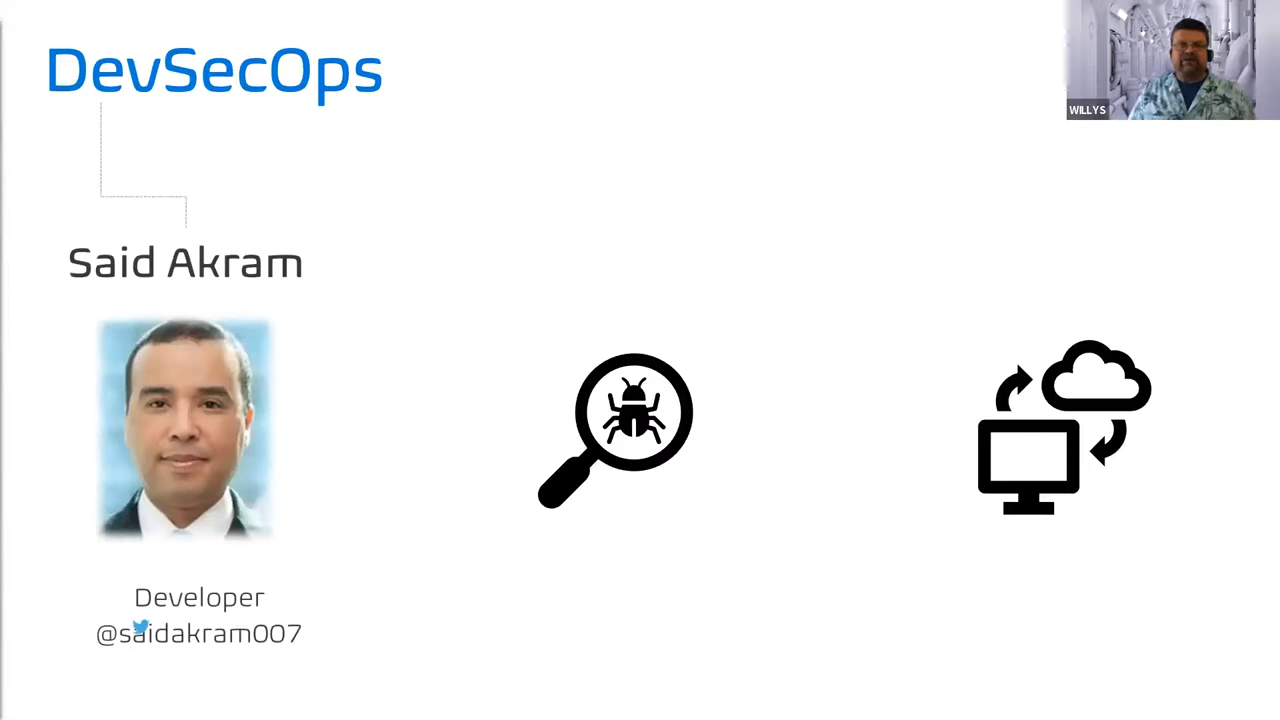 DevSecOps
WILLYS
Said Akram
Developer
@saidakram007